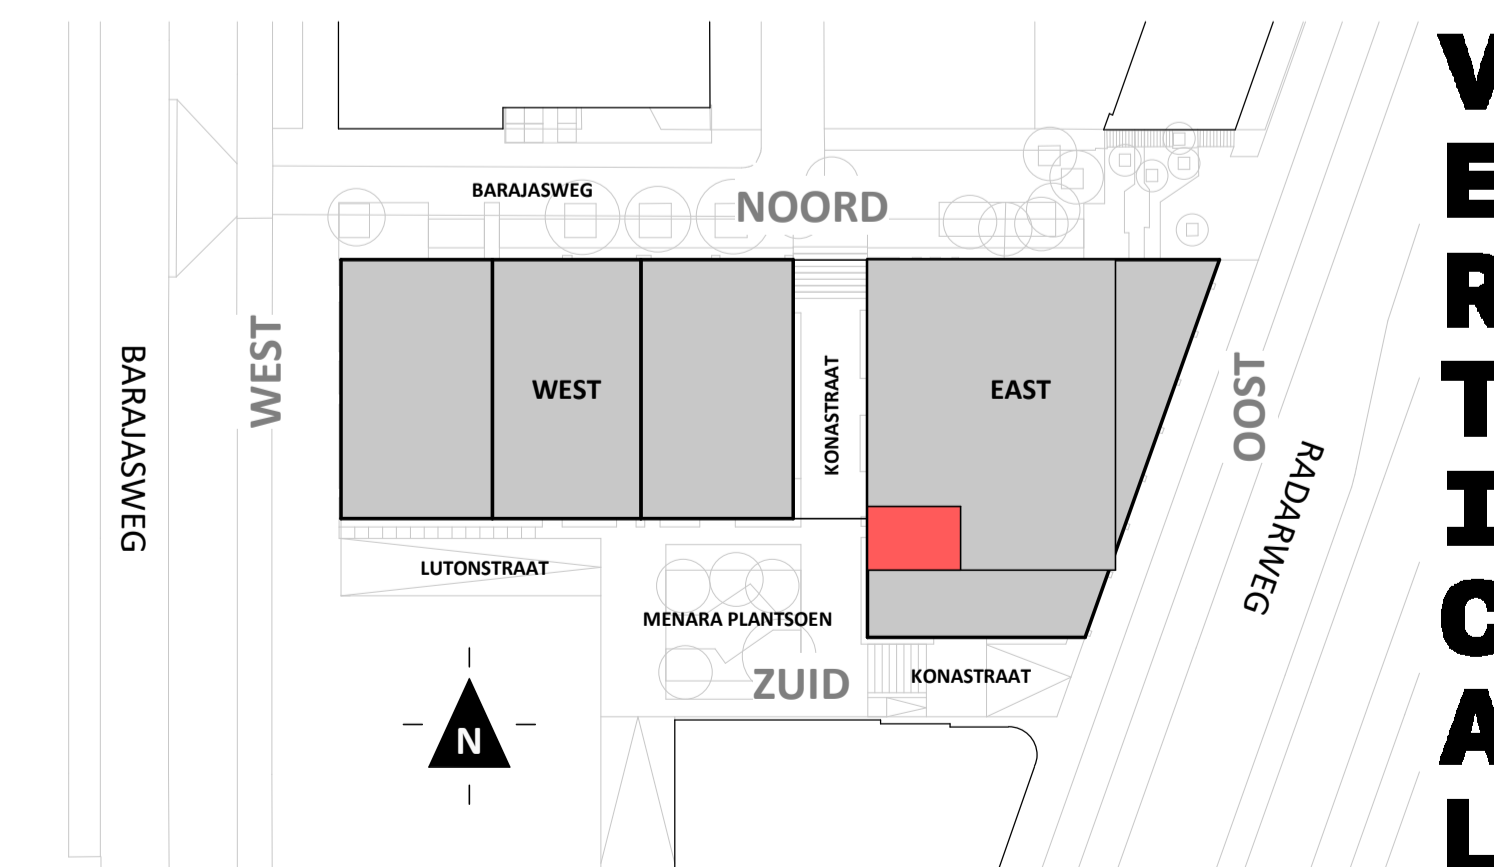 BARAJASWEG
NOORD
BARAJASWEG
WEST
WEST
KONASTRAAT
EAST
OOST
RADARWEG
LUTONSTRAAT
MENARA PLANTSOEN
ZUID
KONASTRAAT
N
VERTICAL